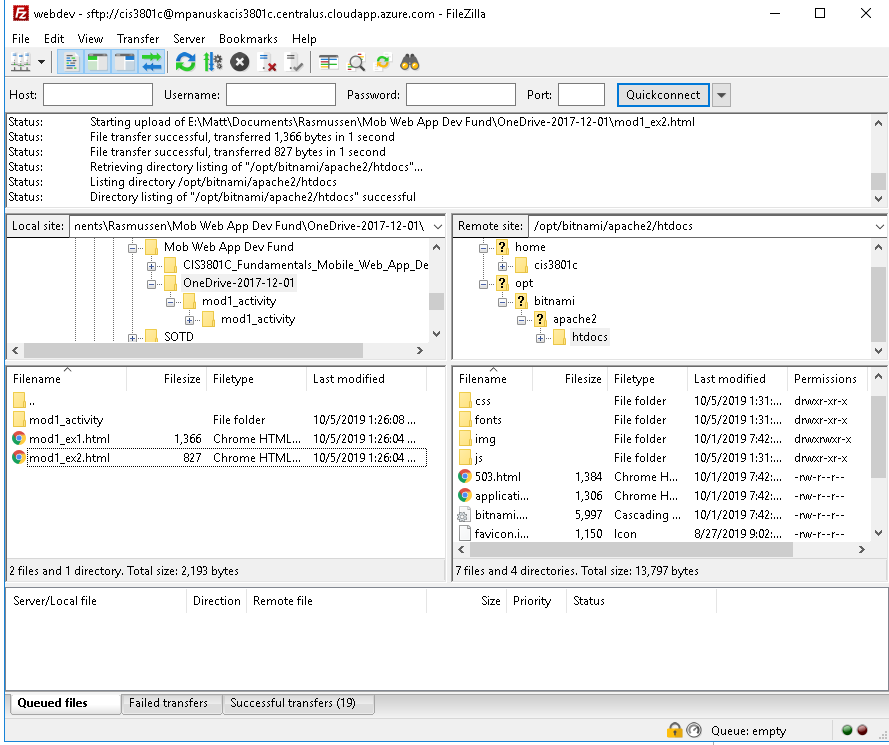 webdev - sftp://cis3801c@mpanuskacis3801c.centralus.cloudapp.azure.com - FileZilla
File Edit View Transfer Server Bookmarks Help
Host: Username: Password: Port: Quickconnect
Status: Starting upload of E:\Matt\Documents\Rasmussen\Mob Web App Dev Fund\OneDrive-2017-12-01\mod1_ex2.html
Status: File transfer successful, transferred 1,366 bytes in 1 second
Status: File transfer successful, transferred 827 bytes in 1 second
Status: Retrieving directory listing of "/opt/bitnami/apache2/htdocs"...
Status: Listing directory /opt/bitnami/apache2/htdocs
Status: Directory listing of "/opt/bitnami/apache2/htdocs" successful
Local site: nents\Rasmussen\Mob Web App Dev Fund\OneDrive-2017-12-01\
Mob Web App Dev Fund
CIS3801C_Fundamentals_Mobile_Web_App_De
OneDrive-2017-12-01
mod1_activity
mod1_activity
SOTD
Remote site: /opt/bitnami/apache2/htdocs
? home
cis3801c
? opt
? bitnami
? apache2
htdocs
Filename Filesize Filetype Last modified
..
mod1_activity File folder 10/5/2019 1:26:08 ...
mod1_ex1.html 1,366 Chrome HTML... 10/5/2019 1:26:04 ...
mod1_ex2.html 827 Chrome HTML... 10/5/2019 1:26:04 ...
2 files and 1 directory. Total size: 2,193 bytes
Filename Filesize Filetype Last modified Permissions
css File folder 10/5/2019 1:31:... drwxr-xr-x
fonts File folder 10/5/2019 1:31:... drwxr-xr-x
img File folder 10/1/2019 7:42:... drwxrwxr-x
js File folder 10/5/2019 1:31:... drwxr-xr-x
503.html 1,384 Chrome H... 10/1/2019 7:42:... -rw-r--r--
applicati... 1,306 Chrome H... 10/1/2019 7:42:... -rw-r--r--
bitnami.... 5,997 Cascading ... 10/1/2019 7:42:... -rw-r--r--
favicon.i... 1,150 Icon 8/27/2019 9:02:... -rw-r--r--
7 files and 4 directories. Total size: 13,797 bytes
Server/Local file Direction Remote file Size Priority Status
Queued files Failed transfers Successful transfers (19)
Queue: empty